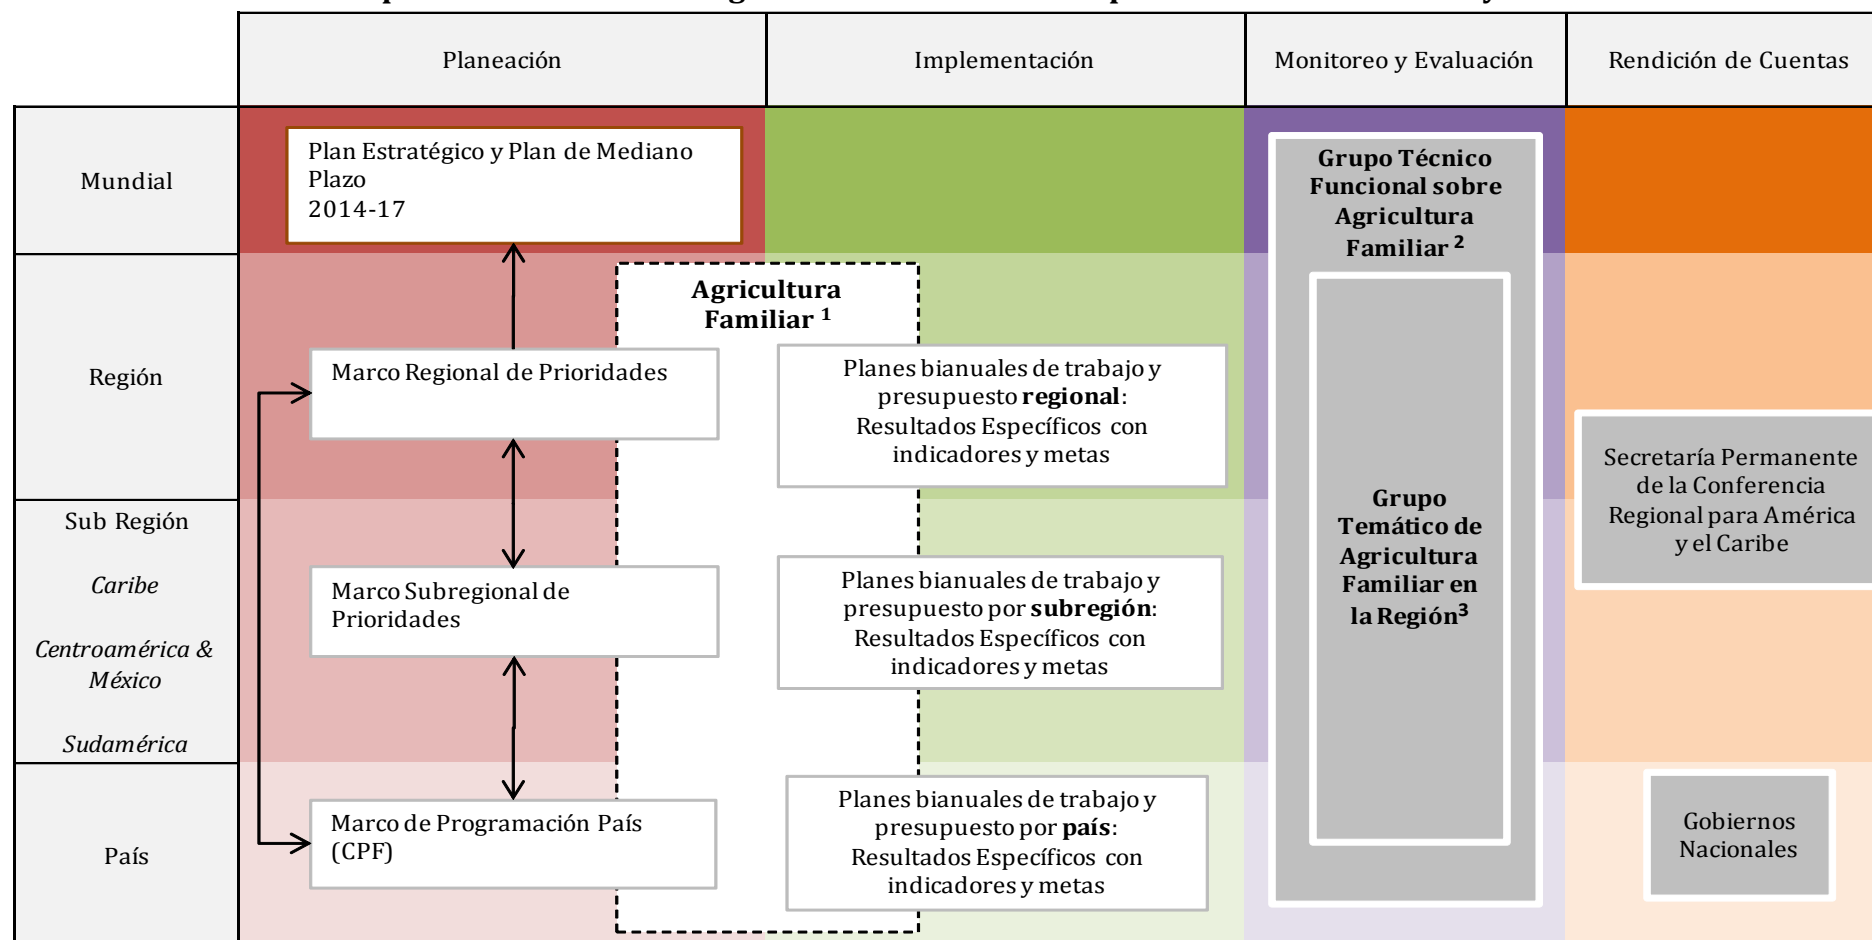 Planeación
Implementación
Monitoreo y Evaluación
Rendición de Cuentas
Mundial
Plan Estratégico y Plan de Mediano
Plazo
2014-17
Grupo Técnico
Funcional sobre
Agricultura
Familiar 2
Región
Agricultura
Familiar 1
Marco Regional de Prioridades
Planes bianuales de trabajo y
presupuesto regional:
Resultados Específicos con
indicadores y metas
Grupo
Temático de
Agricultura
Familiar en
la Región3
Secretaría Permanente
de la Conferencia
Regional para América
y el Caribe
Sub Región
Caribe
Centroamérica &
México
Sudamérica
Marco Subregional de
Prioridades
Planes bianuales de trabajo y
presupuesto por subregión:
Resultados Específicos con
indicadores y metas
País
Marco de Programación País
(CPF)
Planes bianuales de trabajo y
presupuesto por país:
Resultados Específicos con
indicadores y metas
Gobiernos
Nacionales